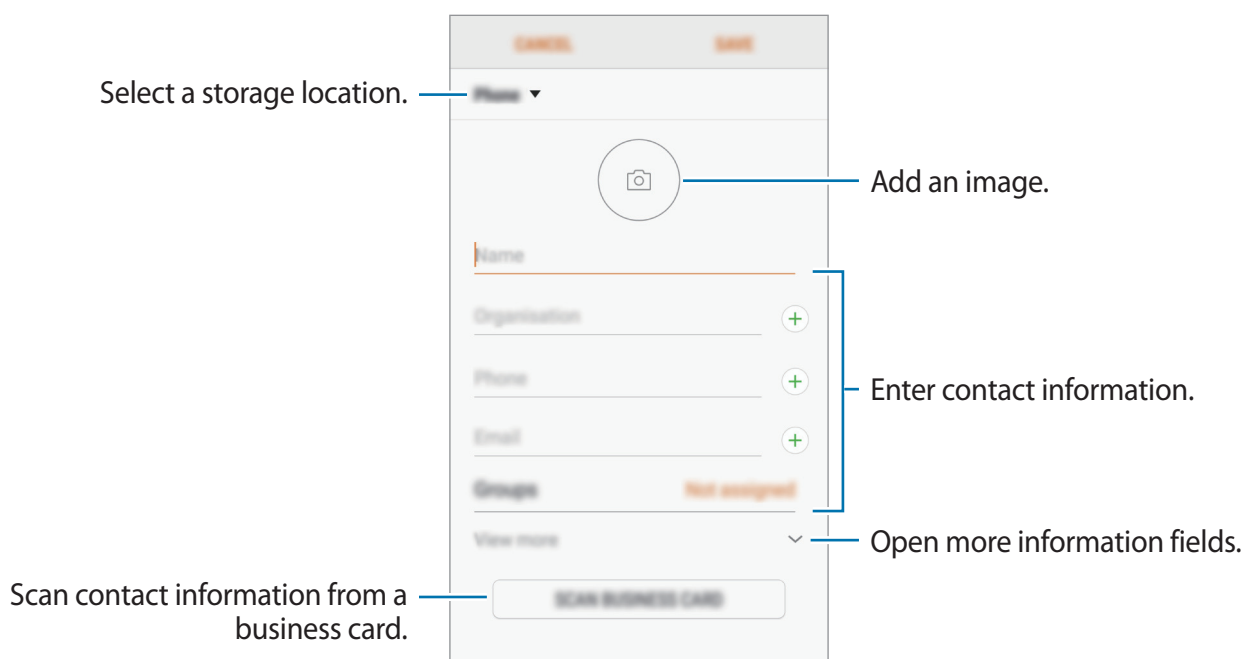 CANCEL SAVE
Select a storage location.
Phone
Add an image.
Name
Organisation
Phone
Enter contact information.
Email
Groups Not assigned
View more
Open more information fields.
Scan contact information from a
business card.
SCAN BUSINESS CARD